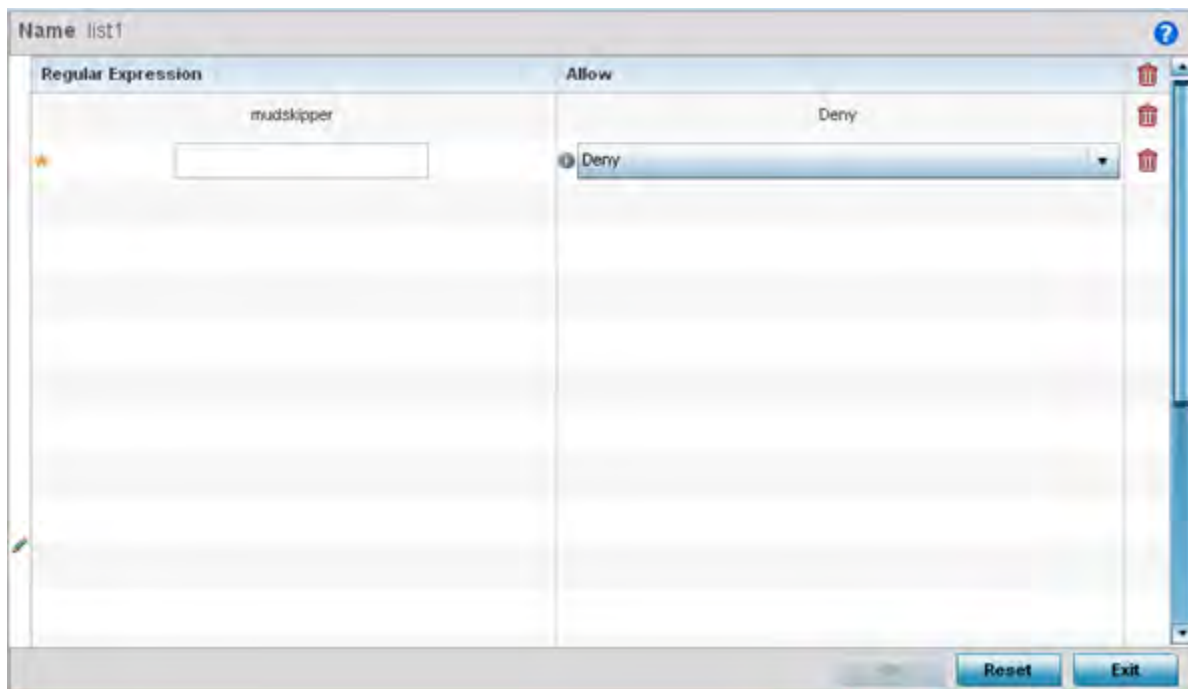 Name list1
?
Regular Expression Allow
mudskipper Deny
Deny
Reset Exit